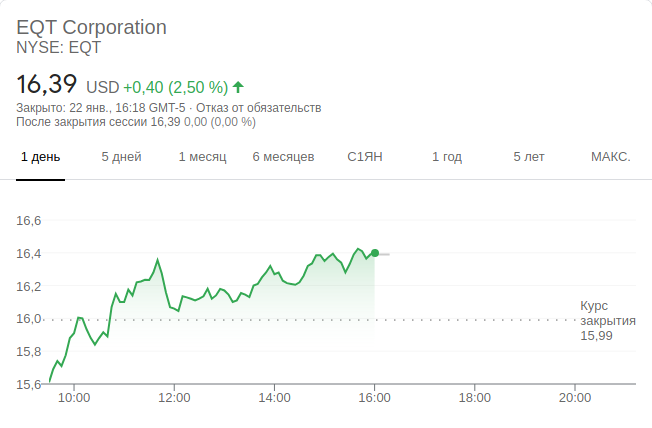 EQT Corporation
NYSE: EQT
16,39 USD +0,40 (2,50 %)
Закрыто: 22 янв., 16:18 GMT-5 · Отказ от обязательств
После закрытия сессии 16,39 0,00 (0,00 %)
1 день 5 дней 1 месяц 6 месяцев С1ЯН 1 год 5 лет МАКС.
16,6
16,4
16,2
16,0
15,8
15,6
Курс
закрытия
15,99
10:00 12:00 14:00 16:00 18:00 20:00